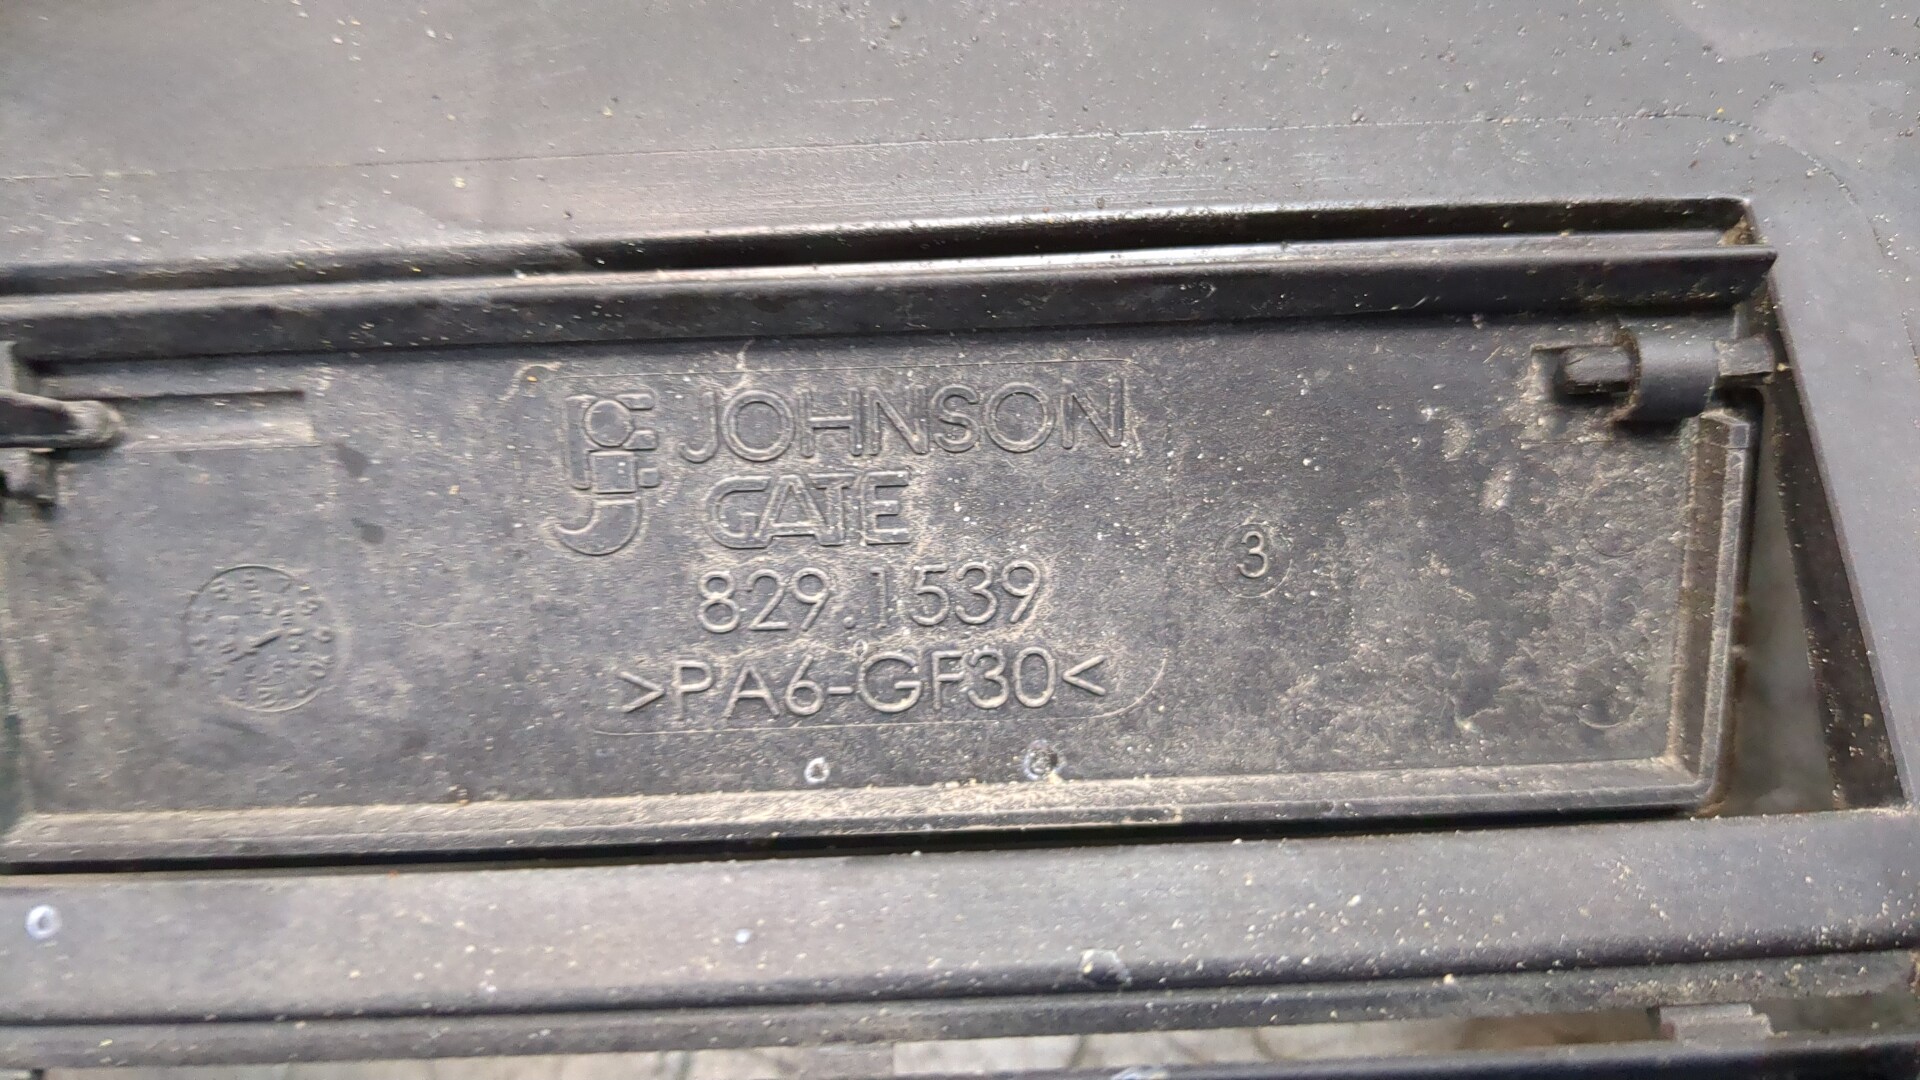 JOHNSON
GATE
829.1539
>PA6-GF30<
3